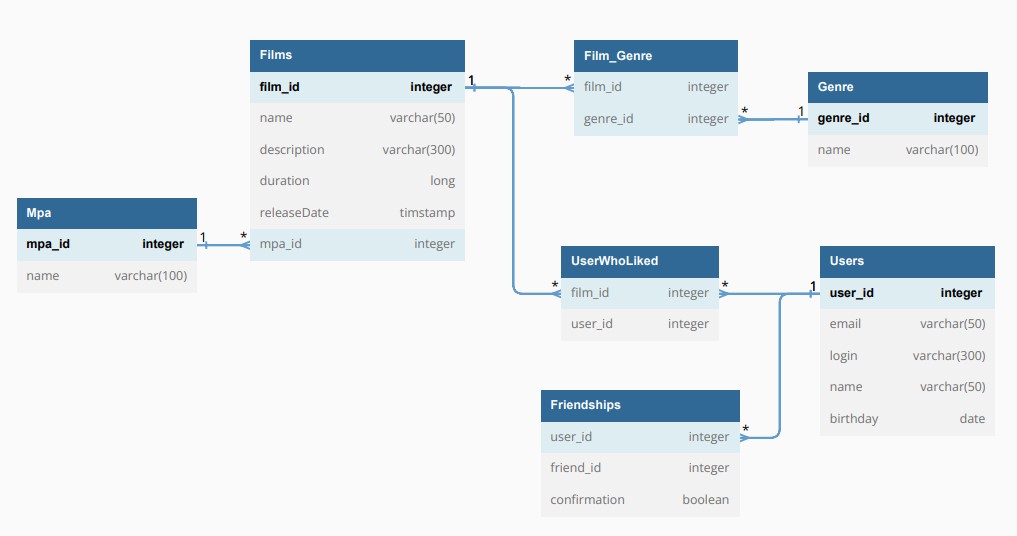 Films
film_id integer
name varchar(50)
description varchar(300)
duration long
releaseDate timstamp
mpa_id integer
1
*
Film_Genre
film_id integer
genre_id integer
*
1
Genre
genre_id integer
name varchar(100)
Mpa
mpa_id integer
name varchar(100)
1
*
UserWhoLiked
film_id integer
user_id integer
*
*
1
Users
user_id integer
email varchar(50)
login varchar(300)
name varchar(50)
birthday date
Friendships
user_id integer
friend_id integer
confirmation boolean
*